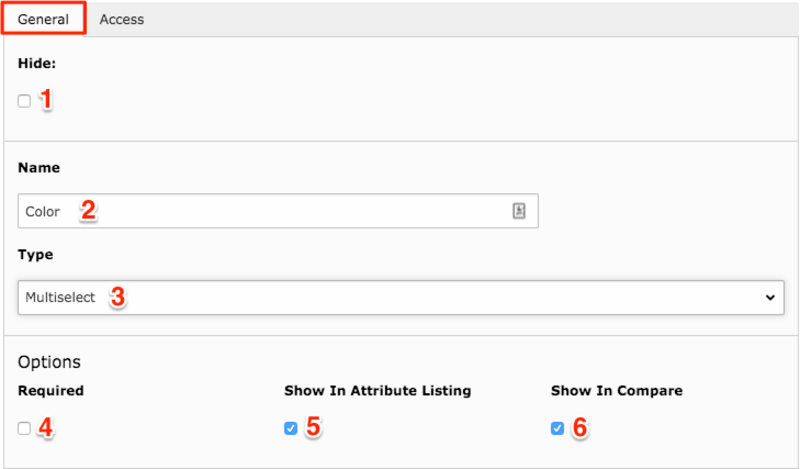 General Access
Hide:
1
Name
Color 2
Type
Multiselect 3
Options
Required Show In Attribute Listing Show In Compare
4 5 6